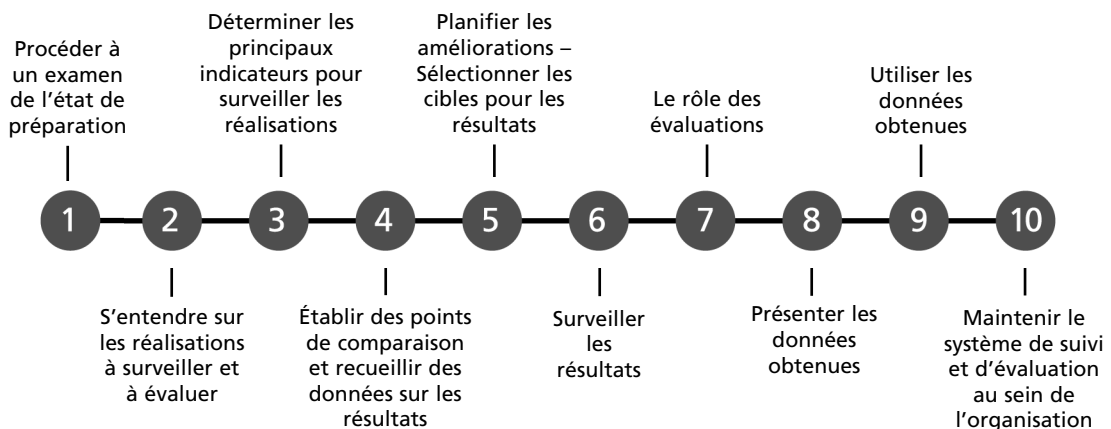 Procéder à
un examen
de l'état de
préparation
Déterminer les
principaux
indicateurs pour
surveiller les
réalisations
Planifier les
améliorations –
Sélectionner les
cibles pour les
résultats
Le rôle des
évaluations
Utiliser les
données
obtenues
1
2
3
4
5
6
7
8
9
10
S'entendre sur
les réalisations
à surveiller et
à évaluer
Établir des points
de comparaison
et recueillir des
données sur les
résultats
Surveiller
les
résultats
Présenter les
données
obtenues
Maintenir le
système de suivi
et d'évaluation
au sein de
l'organisation